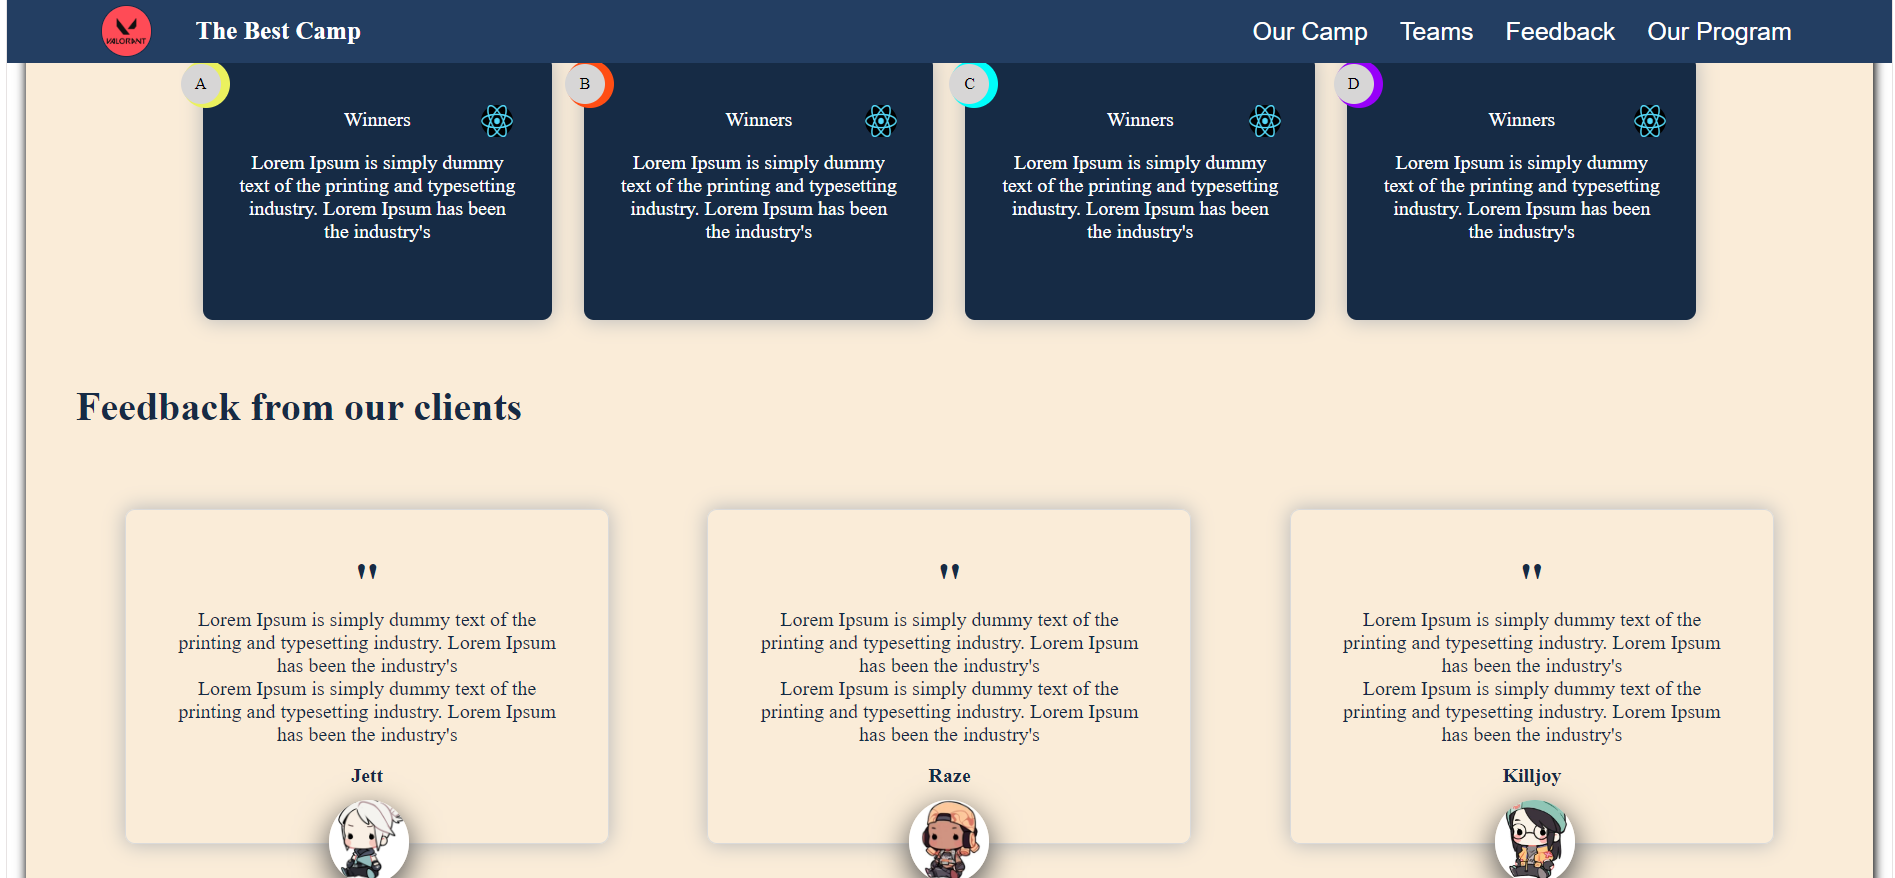 VALORANT
The Best Camp
Our Camp
Teams
Feedback
Our Program
A
B
C
D
Winners
Lorem Ipsum is simply dummy
text of the printing and typesetting
industry. Lorem Ipsum has been
the industry's
Winners
Lorem Ipsum is simply dummy
text of the printing and typesetting
industry. Lorem Ipsum has been
the industry's
Winners
Lorem Ipsum is simply dummy
text of the printing and typesetting
industry. Lorem Ipsum has been
the industry's
Winners
Lorem Ipsum is simply dummy
text of the printing and typesetting
industry. Lorem Ipsum has been
the industry's
Feedback from our clients
"
Lorem Ipsum is simply dummy text of the
printing and typesetting industry. Lorem Ipsum
has been the industry's
Lorem Ipsum is simply dummy text of the
printing and typesetting industry. Lorem Ipsum
has been the industry's
Jett
"
Lorem Ipsum is simply dummy text of the
printing and typesetting industry. Lorem Ipsum
has been the industry's
Lorem Ipsum is simply dummy text of the
printing and typesetting industry. Lorem Ipsum
has been the industry's
Raze
"
Lorem Ipsum is simply dummy text of the
printing and typesetting industry. Lorem Ipsum
has been the industry's
Lorem Ipsum is simply dummy text of the
printing and typesetting industry. Lorem Ipsum
has been the industry's
Killjoy